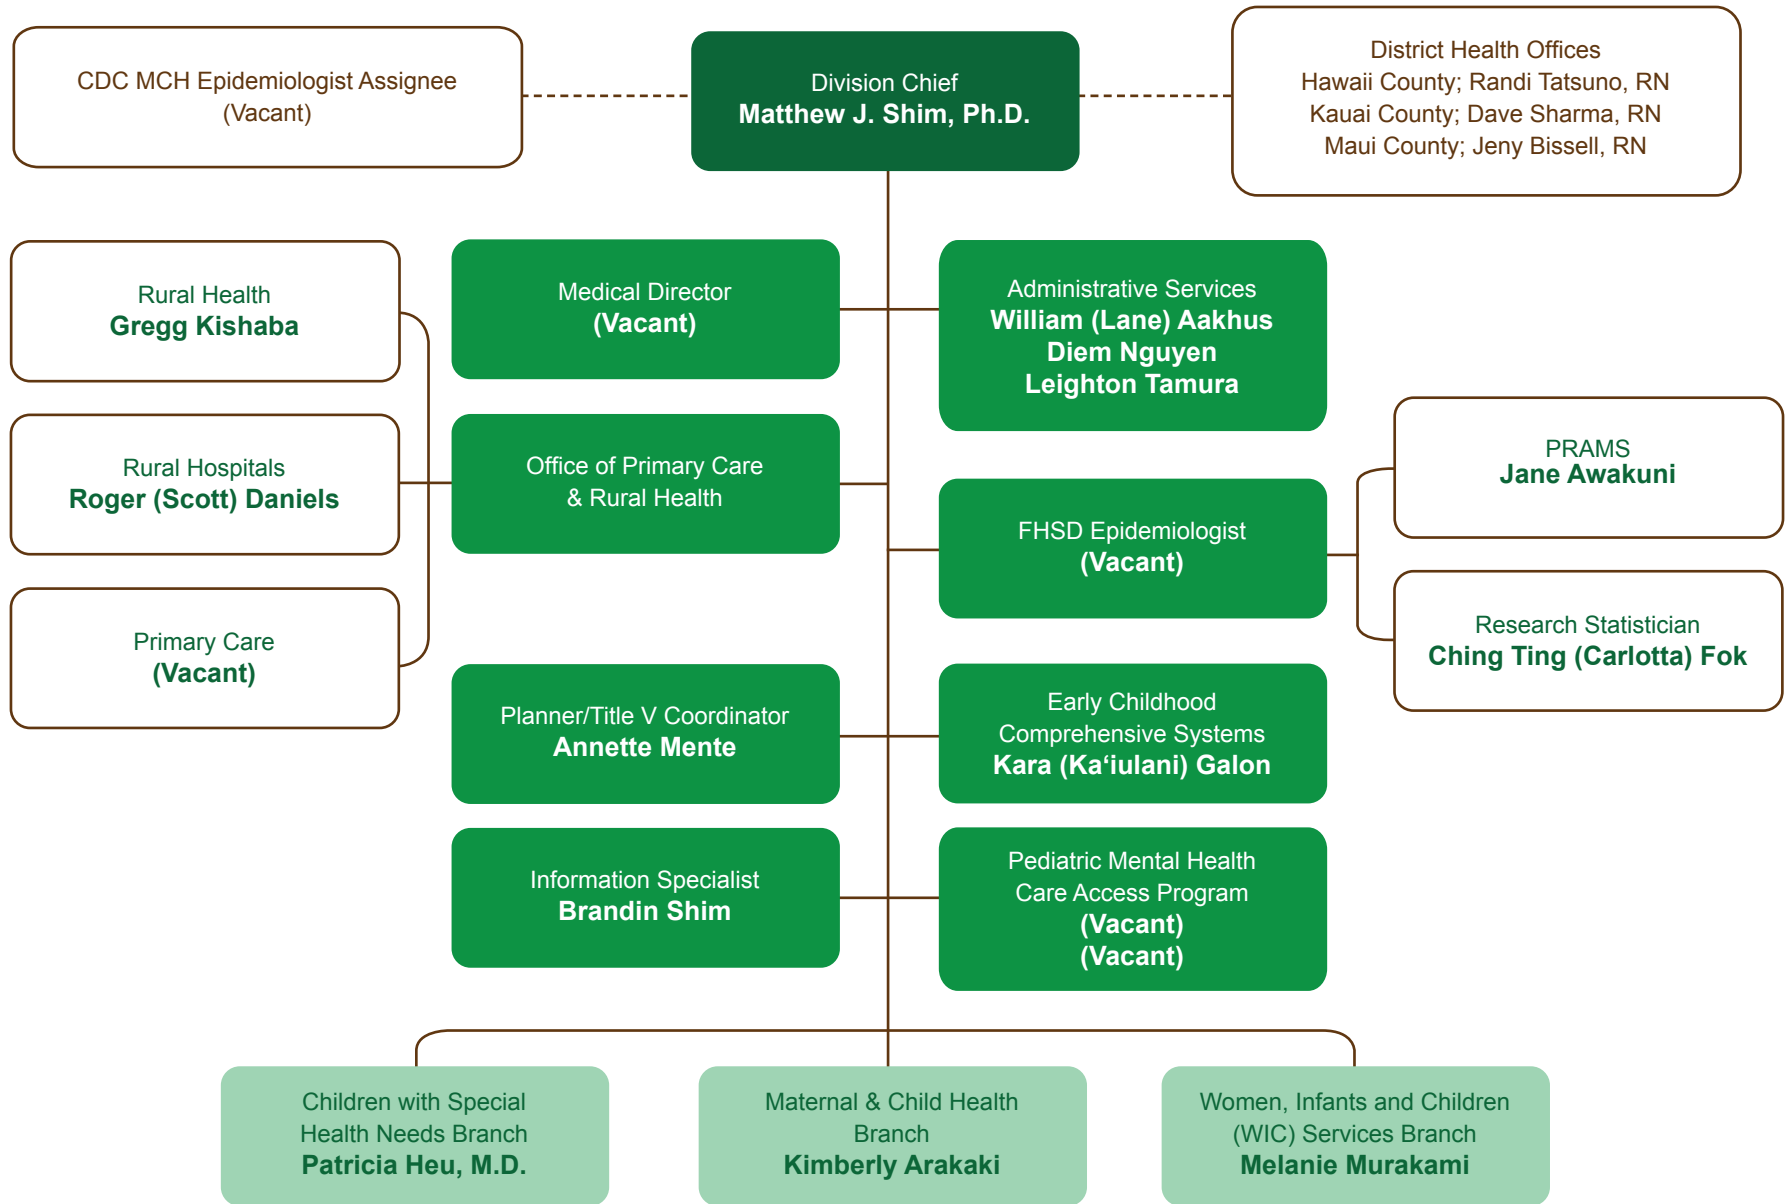 CDC MCH Epidemiologist Assignee
(Vacant)
Division Chief
Matthew J. Shim, Ph.D.
District Health Offices
Hawaii County; Randi Tatsuno, RN
Kauai County; Dave Sharma, RN
Maui County; Jeny Bissell, RN
Rural Health
Gregg Kishaba
Medical Director
(Vacant)
Administrative Services
William (Lane) Aakhus
Diem Nguyen
Leighton Tamura
Rural Hospitals
Roger (Scott) Daniels
Office of Primary Care
& Rural Health
PRAMS
Jane Awakuni
FHSD Epidemiologist
(Vacant)
Research Statistician
Ching Ting (Carlotta) Fok
Primary Care
(Vacant)
Planner/Title V Coordinator
Annette Mente
Early Childhood
Comprehensive Systems
Kara (Kaʻiulani) Galon
Information Specialist
Brandin Shim
Pediatric Mental Health
Care Access Program
(Vacant)
(Vacant)
Children with Special
Health Needs Branch
Patricia Heu, M.D.
Maternal & Child Health
Branch
Kimberly Arakaki
Women, Infants and Children
(WIC) Services Branch
Melanie Murakami